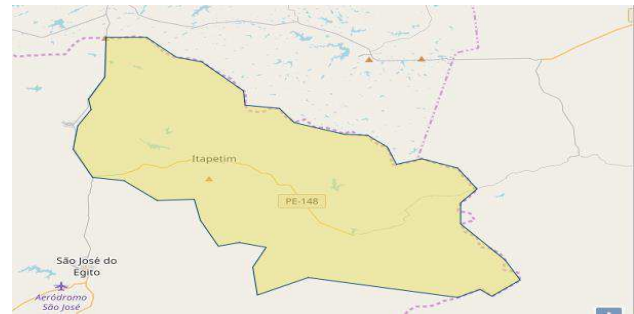 Itapetim
PE-148
São José do
Egito
Aeródromo
São José